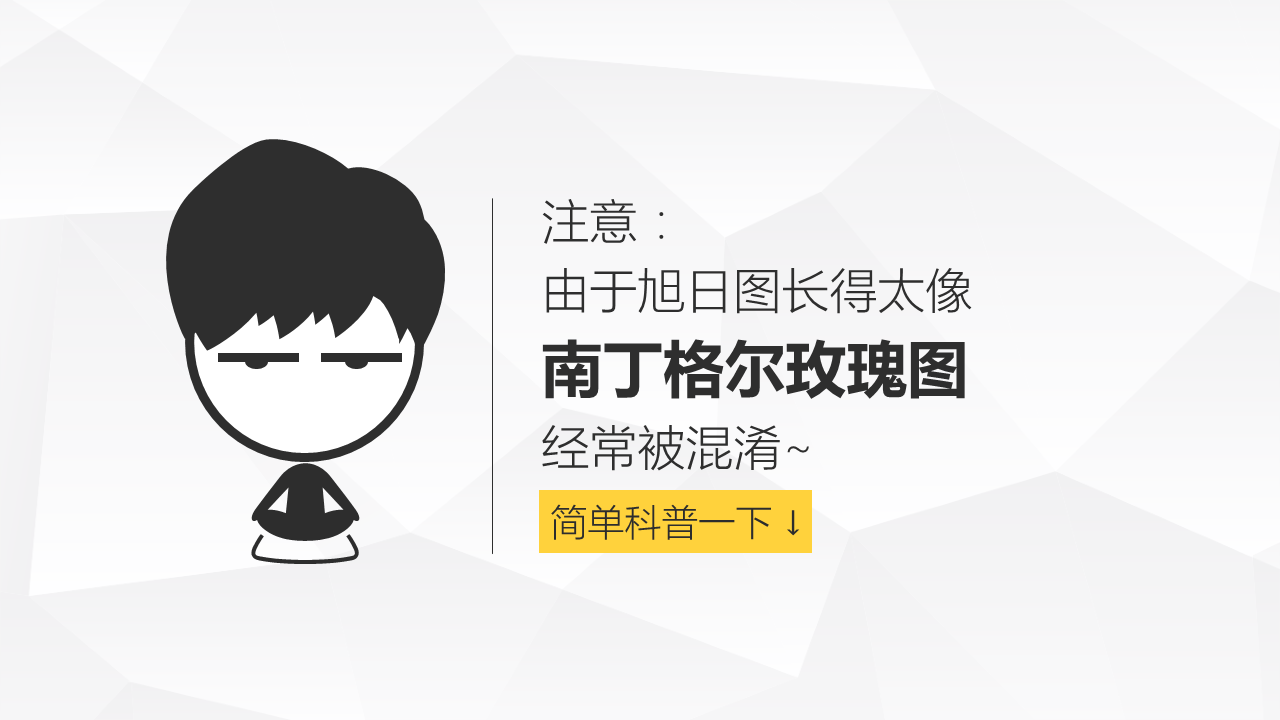 注意：
由于旭日图长得太像
南丁格尔玫瑰图
经常被混淆~
简单科普一下 ↓